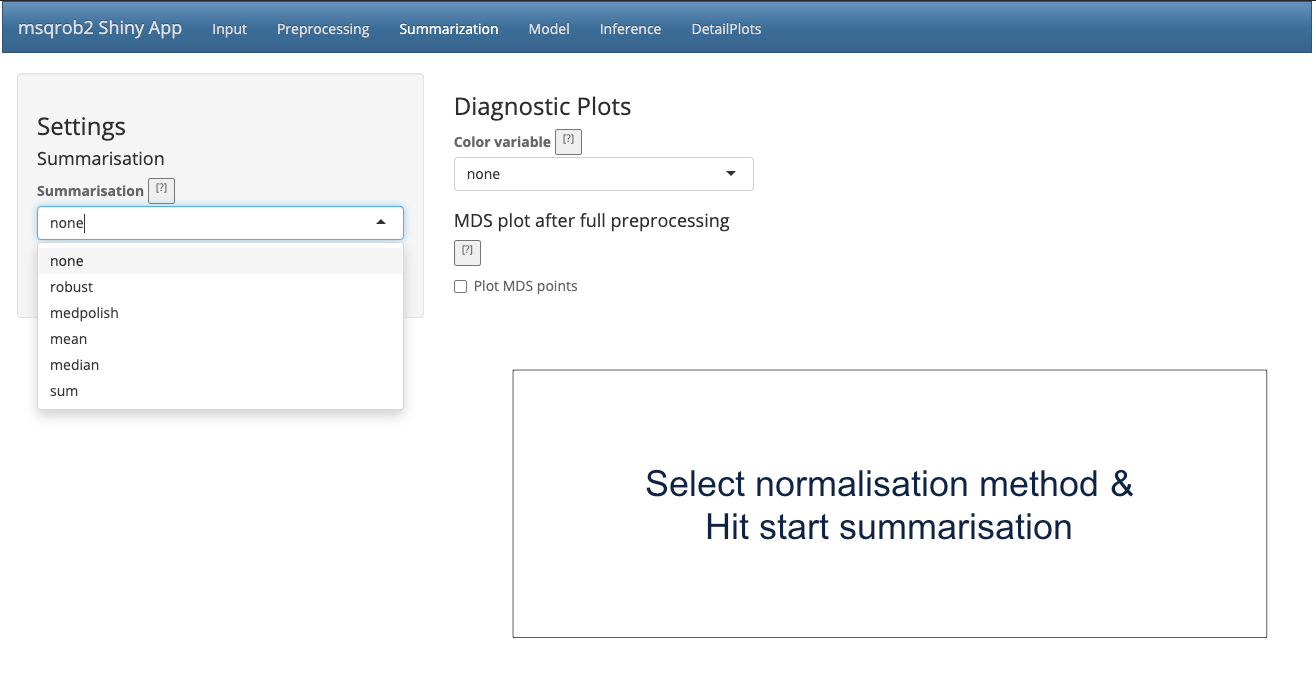 msqrob2 Shiny App Input Preprocessing Summarization Model Inference DetailPlots
Settings
Summarisation
Summarisation [?]
none
none
robust
medpolish
mean
median
sum
Diagnostic Plots
Color variable [?]
none
MDS plot after full preprocessing
[?]
Plot MDS points
Select normalisation method &
Hit start summarisation